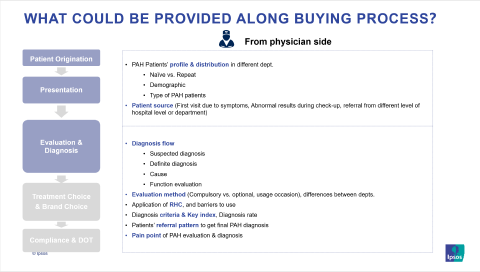 WHAT COULB BE PROVIDED ALONG BUYING PROCESS?
From physician side
Patient Origination
Presentation
• PAH Patients' profile & distribution in different dept.
• Naïve vs. Repeat
• Demographic
• Type of PAH patients
• Patient source (First visit due to symptoms, Abnormal results during check-up, referral from different level of
hospital level or department)
Evaluation &
Diagnosis
• Diagnosis flow
• Suspected diagnosis
• Definite diagnosis
• Cause
• Function evaluation
• Evaluation method (Compulsory vs. optional, usage occasion), differences between depts.
• Application of RHC, and barriers to use
• Diagnosis criteria & Key index, Diagnosis rate
• Patients' referral pattern to get final PAH diagnosis
• Pain point of PAH evaluation & diagnosis
Treatment Choice
& Brand Choice
Compliance & DOT
© Ipsos
Ipsos